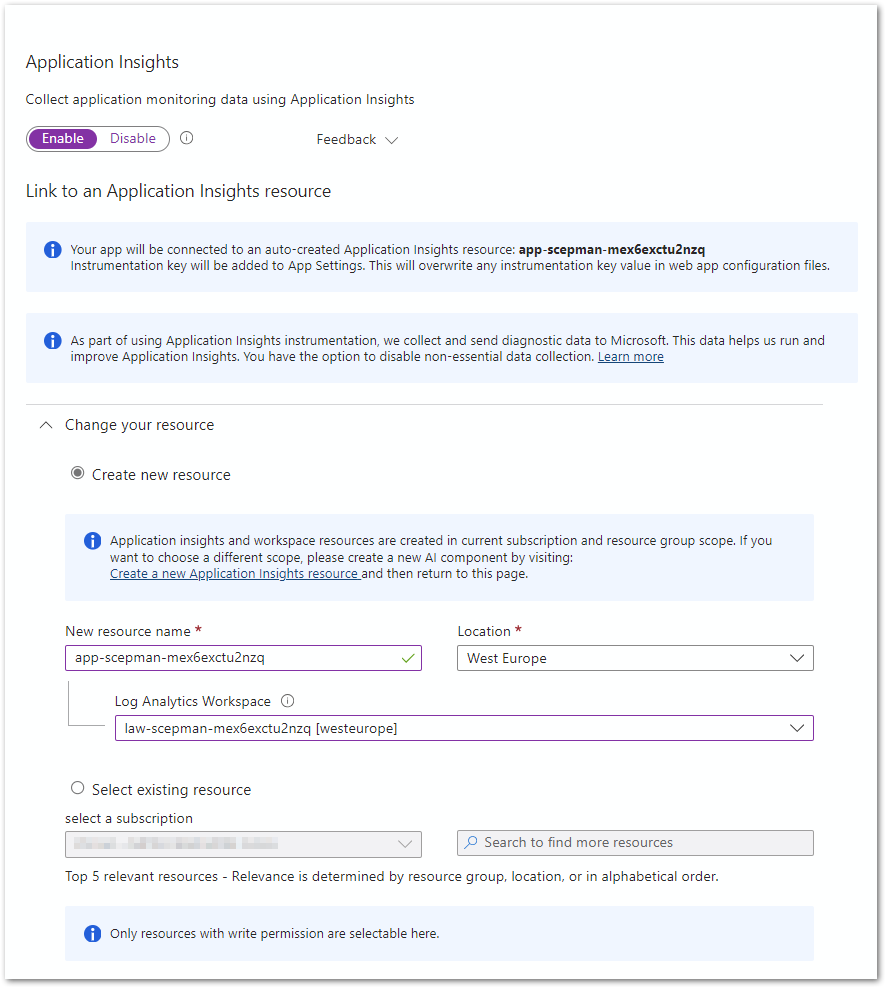 Application Insights
Collect application monitoring data using Application Insights
Enable Disable Feedback
Link to an Application Insights resource
Your app will be connected to an auto-created Application Insights resource: app-scepman-mex6exctu2nzq
Instrumentation key will be added to App Settings. This will overwrite any instrumentation key value in web app configuration files.
As part of using Application Insights instrumentation, we collect and send diagnostic data to Microsoft. This data helps us run and
improve Application Insights. You have the option to disable non-essential data collection. Learn more
Change your resource
Create new resource
Application insights and workspace resources are created in current subscription and resource group scope. If you
want to choose a different scope, please create a new AI component by visiting:
Create a new Application Insights resource and then return to this page.
New resource name * Location *
app-scepman-mex6exctu2nzq West Europe
Log Analytics Workspace
law-scepman-mex6exctu2nzq [westeurope]
Select existing resource
select a subscription
Search to find more resources
Top 5 relevant resources - Relevance is determined by resource group, location, or in alphabetical order.
Only resources with write permission are selectable here.